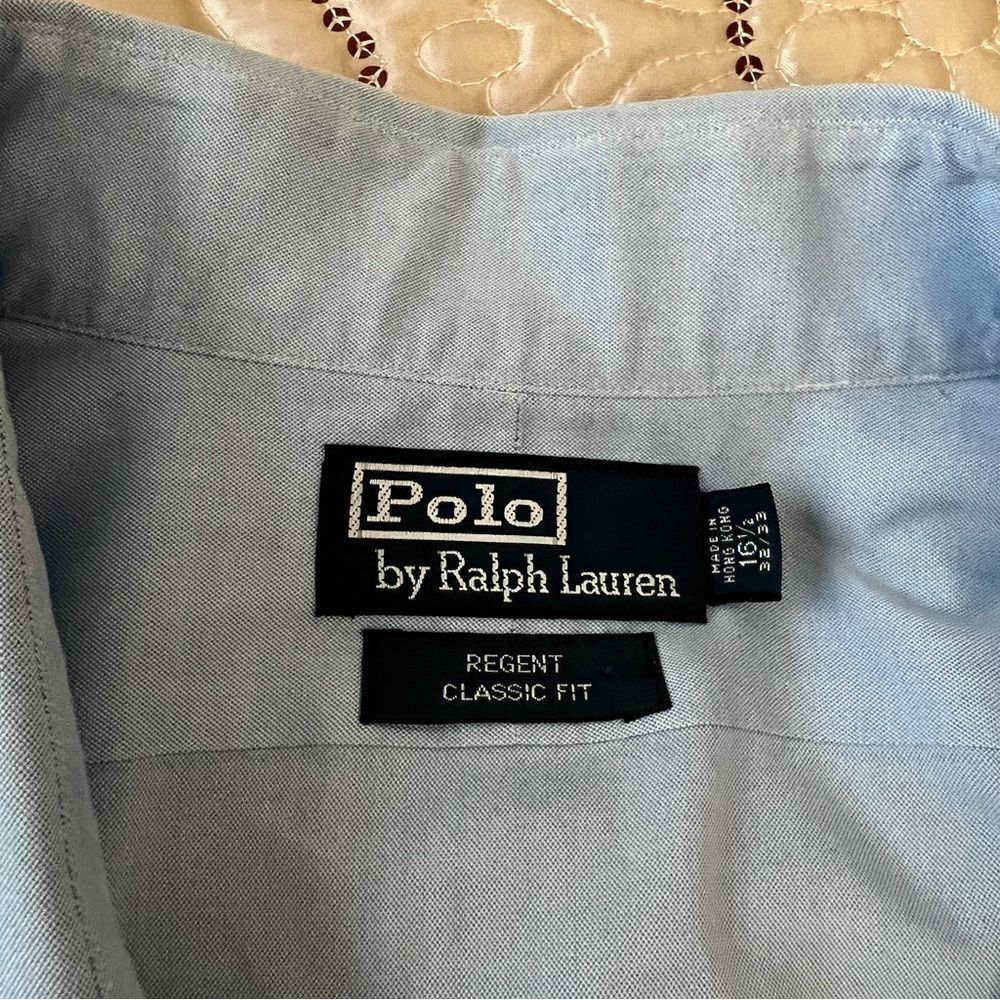 Polo
by Ralph Lauren
MADE IN
HONG KONG
16½
32/33
REGENT
CLASSIC FIT